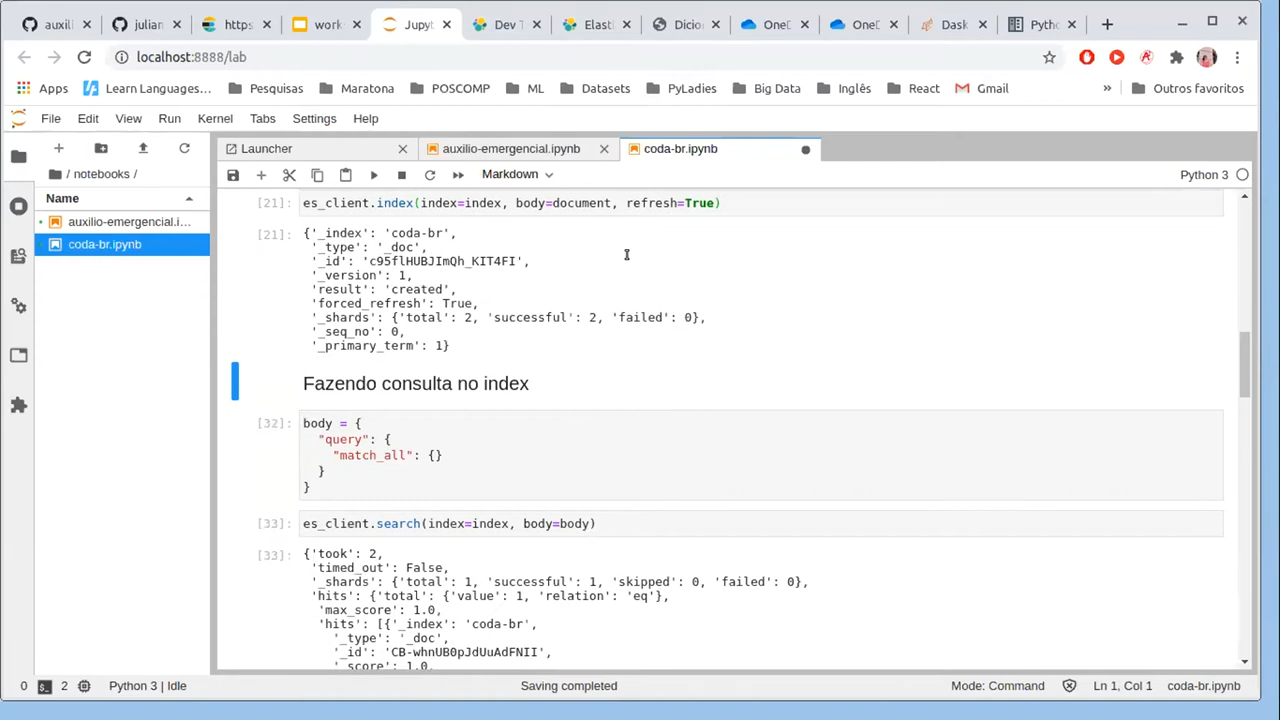 auxili
julian
https
works
Jupyt
Dev T
Elasti
Dicio
OneD
OneD
Dask
Pytho
localhost:8888/lab
Apps
Learn Languages...
Pesquisas
Maratona
POSCOMP
ML
Datasets
PyLadies
Big Data
Inglês
React
Gmail
»
Outros favoritos
File Edit View Run Kernel Tabs Settings Help
Launcher
auxilio-emergencial.ipynb
coda-br.ipynb
/ notebooks /
Markdown
Python 3
Name
auxilio-emergencial.i...
coda-br.ipynb
[21]: es_client.index(index=index, body=document, refresh=True)
[21]: {'_index': 'coda-br',
'_type': '_doc',
'_id': 'c95flHUBJImQh_KIT4FI',
'_version': 1,
'result': 'created',
'forced_refresh': True,
'_shards': {'total': 2, 'successful': 2, 'failed': 0},
'_seq_no': 0,
'_primary_term': 1}
Fazendo consulta no index
[32]: body = {
"query": {
"match_all": {}
}
}
[33]: es_client.search(index=index, body=body)
[33]: {'took': 2,
'timed_out': False,
'_shards': {'total': 1, 'successful': 1, 'skipped': 0, 'failed': 0},
'hits': {'total': {'value': 1, 'relation': 'eq'},
'max_score': 1.0,
'hits': [{'_index': 'coda-br',
'_type': '_doc',
'_id': 'CB-whnUB0pJdUuAdFNII',
'_score': 1.0,
0 2 Python 3 | Idle Saving completed Mode: Command Ln 1, Col 1 coda-br.ipynb